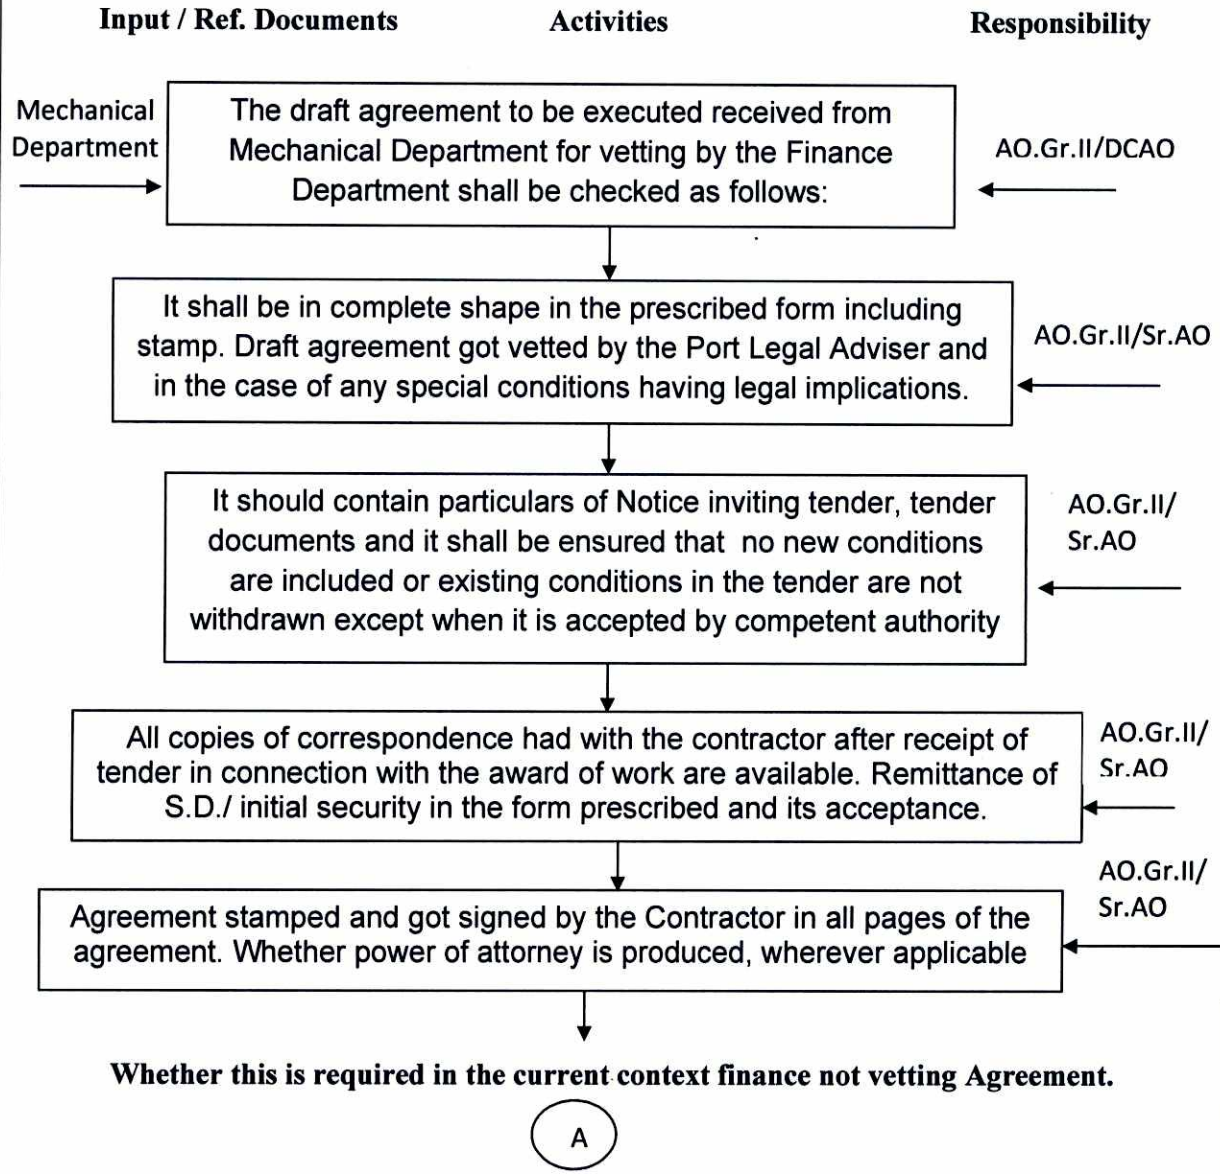 Input / Ref. Documents Activities Responsibility
Mechanical
Department
The draft agreement to be executed received from
Mechanical Department for vetting by the Finance
Department shall be checked as follows:
AO.Gr.II/DCAO
It shall be in complete shape in the prescribed form including
stamp. Draft agreement got vetted by the Port Legal Adviser and
in the case of any special conditions having legal implications.
AO.Gr.II/Sr.AO
It should contain particulars of Notice inviting tender, tender
documents and it shall be ensured that no new conditions
are included or existing conditions in the tender are not
withdrawn except when it is accepted by competent authority
AO.Gr.II/
Sr.AO
All copies of correspondence had with the contractor after receipt of
tender in connection with the award of work are available. Remittance of
S.D./ initial security in the form prescribed and its acceptance.
AO.Gr.II/
Sr.AO
Agreement stamped and got signed by the Contractor in all pages of the
agreement. Whether power of attorney is produced, wherever applicable
AO.Gr.II/
Sr.AO
Whether this is required in the current context finance not vetting Agreement.
A